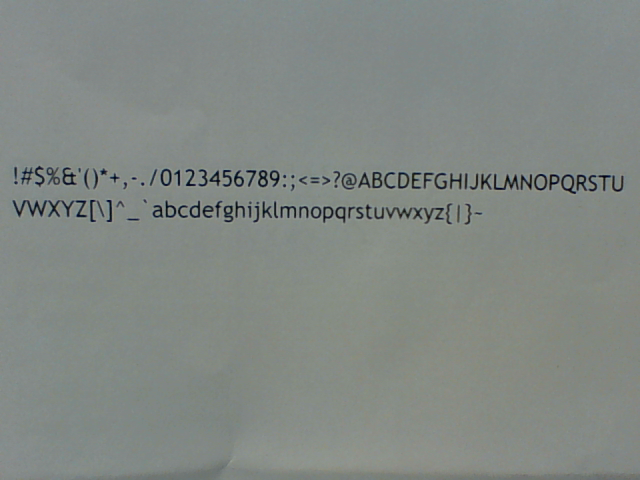 !#$%&'()*+,-./0123456789:;<=>?@ABCDEFGHIJKLMNOPQRSTU
VWXYZ[\]^_`abcdefghijklmnopqrstuvwxyz{|}~